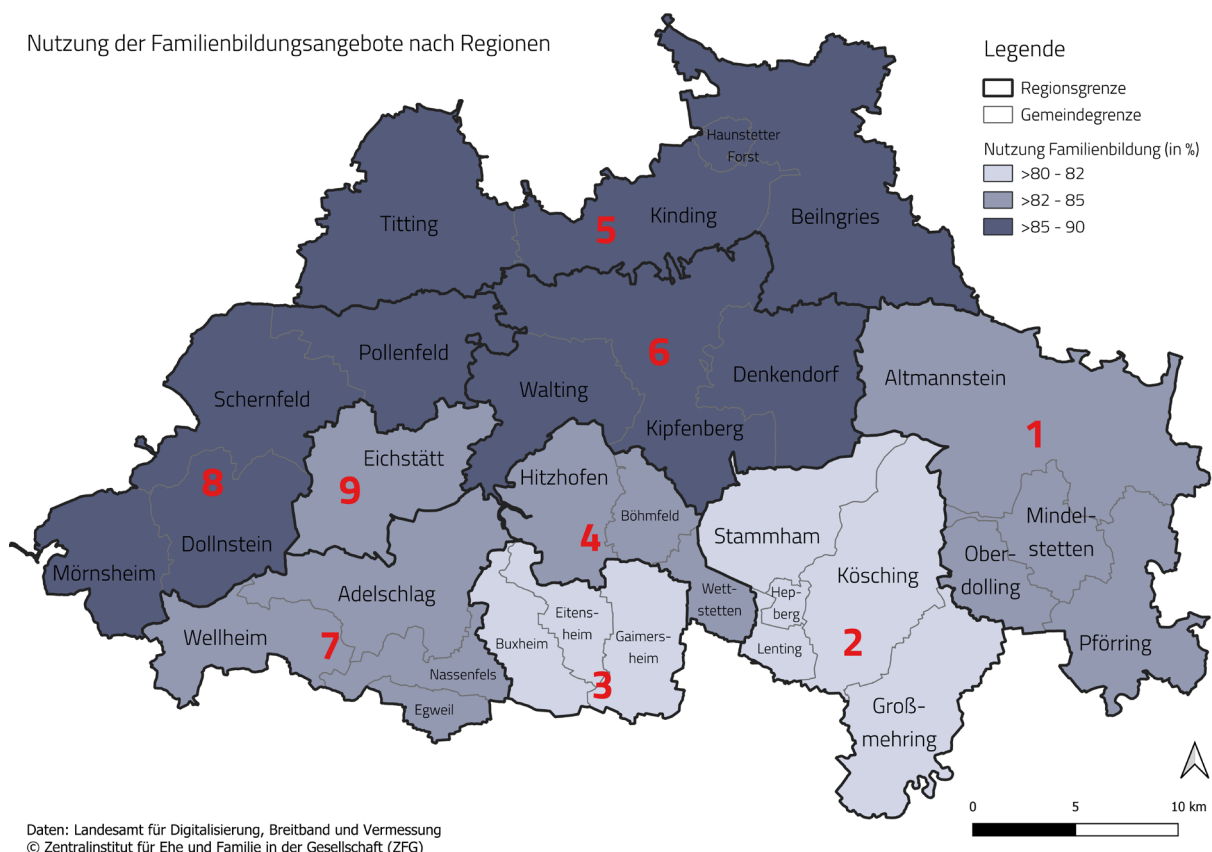 Nutzung der Familienbildungsangebote nach Regionen
Legende
Regionsgrenze
Gemeindegrenze
Nutzung Familienbildung (in %)
>80 - 82
>82 - 85
>85 - 90
Haunstetter
Forst
Titting
Kinding
Beilngries
5
Pollenfeld
6
Schernfeld
Walting
Denkendorf
Altmannstein
Kipfenberg
1
Eichstätt
Hitzhofen
8
9
Böhmfeld
Mindel-
stetten
4
Stammham
Dollnstein
Mörnsheim
Adelschlag
Wett-
stetten
Hep-
berg
Kösching
Ober-
dolling
Wellheim
7
Buxheim
Eitens-
heim
Gaimers-
heim
Lenting
2
Pförring
Nassenfels
3
Egweil
Groß-
mehring
0 5 10 km
Daten: Landesamt für Digitalisierung, Breitband und Vermessung
© Zentralinstitut für Ehe und Familie in der Gesellschaft (ZFG)